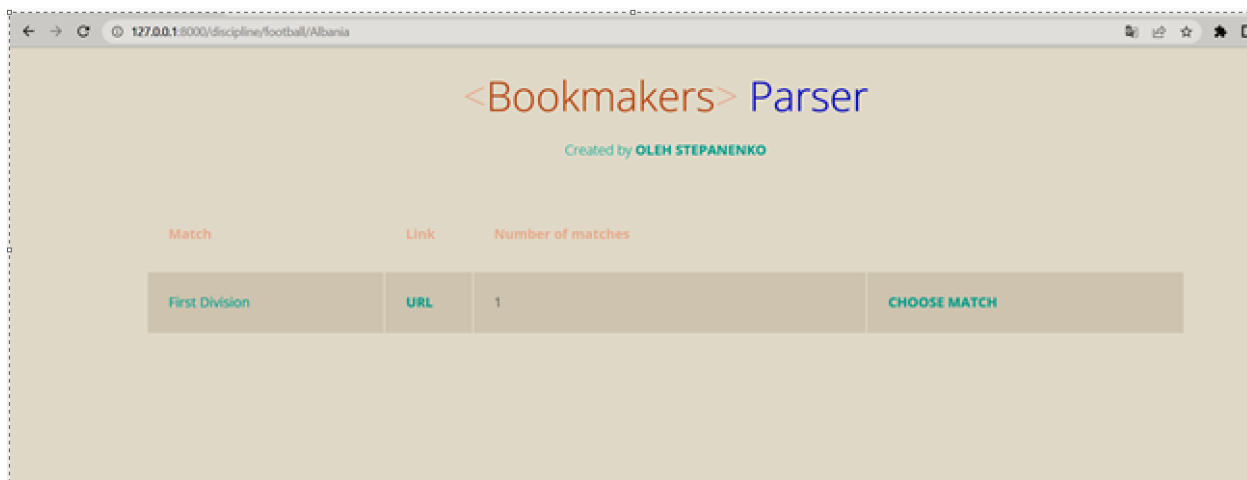 127.0.0.1:8000/discipline/football/Albania
<Bookmakers> Parser
Created by OLEH STEPANENKO
Match Link Number of matches
First Division URL 1 CHOOSE MATCH